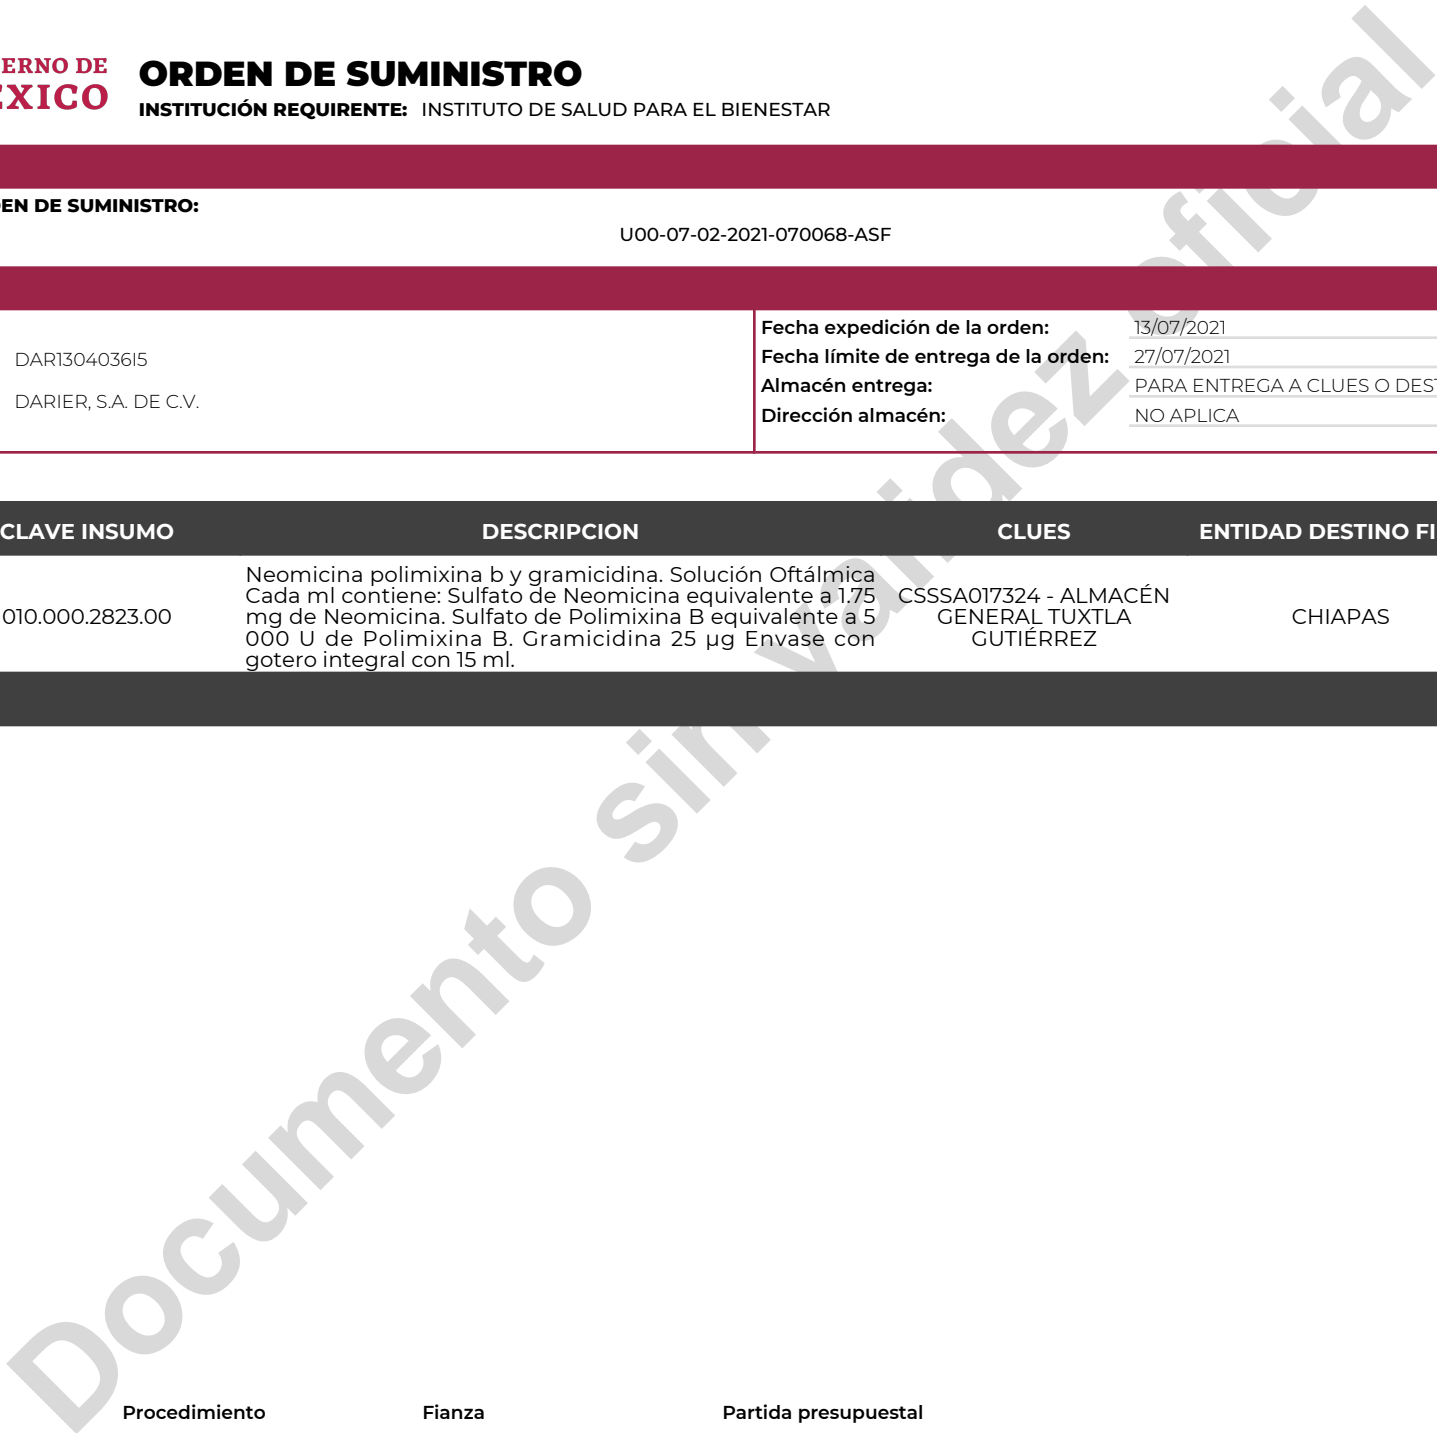 ERNO DE
ÉXICO
ORDEN DE SUMINISTRO
INSTITUCIÓN REQUIRENTE: INSTITUTO DE SALUD PARA EL BIENESTAR
EN DE SUMINISTRO:
U00-07-02-2021-070068-ASF
DAR1304036I5
DARIER, S.A. DE C.V.
Fecha expedición de la orden: 13/07/2021
Fecha límite de entrega de la orden: 27/07/2021
Almacén entrega: PARA ENTREGA A CLUES O DEST
Dirección almacén: NO APLICA
CLAVE INSUMO DESCRIPCION CLUES ENTIDAD DESTINO FI
010.000.2823.00
Neomicina polimixina b y gramicidina. Solución Oftálmica
Cada ml contiene: Sulfato de Neomicina equivalente a 1.75
mg de Neomicina. Sulfato de Polimixina B equivalente a 5
000 U de Polimixina B. Gramicidina 25 µg Envase con
gotero integral con 15 ml.
CSSSA017324 - ALMACÉN
GENERAL TUXTLA
GUTIÉRREZ
CHIAPAS
Documento sin validez oficial
Procedimiento Fianza Partida presupuestal